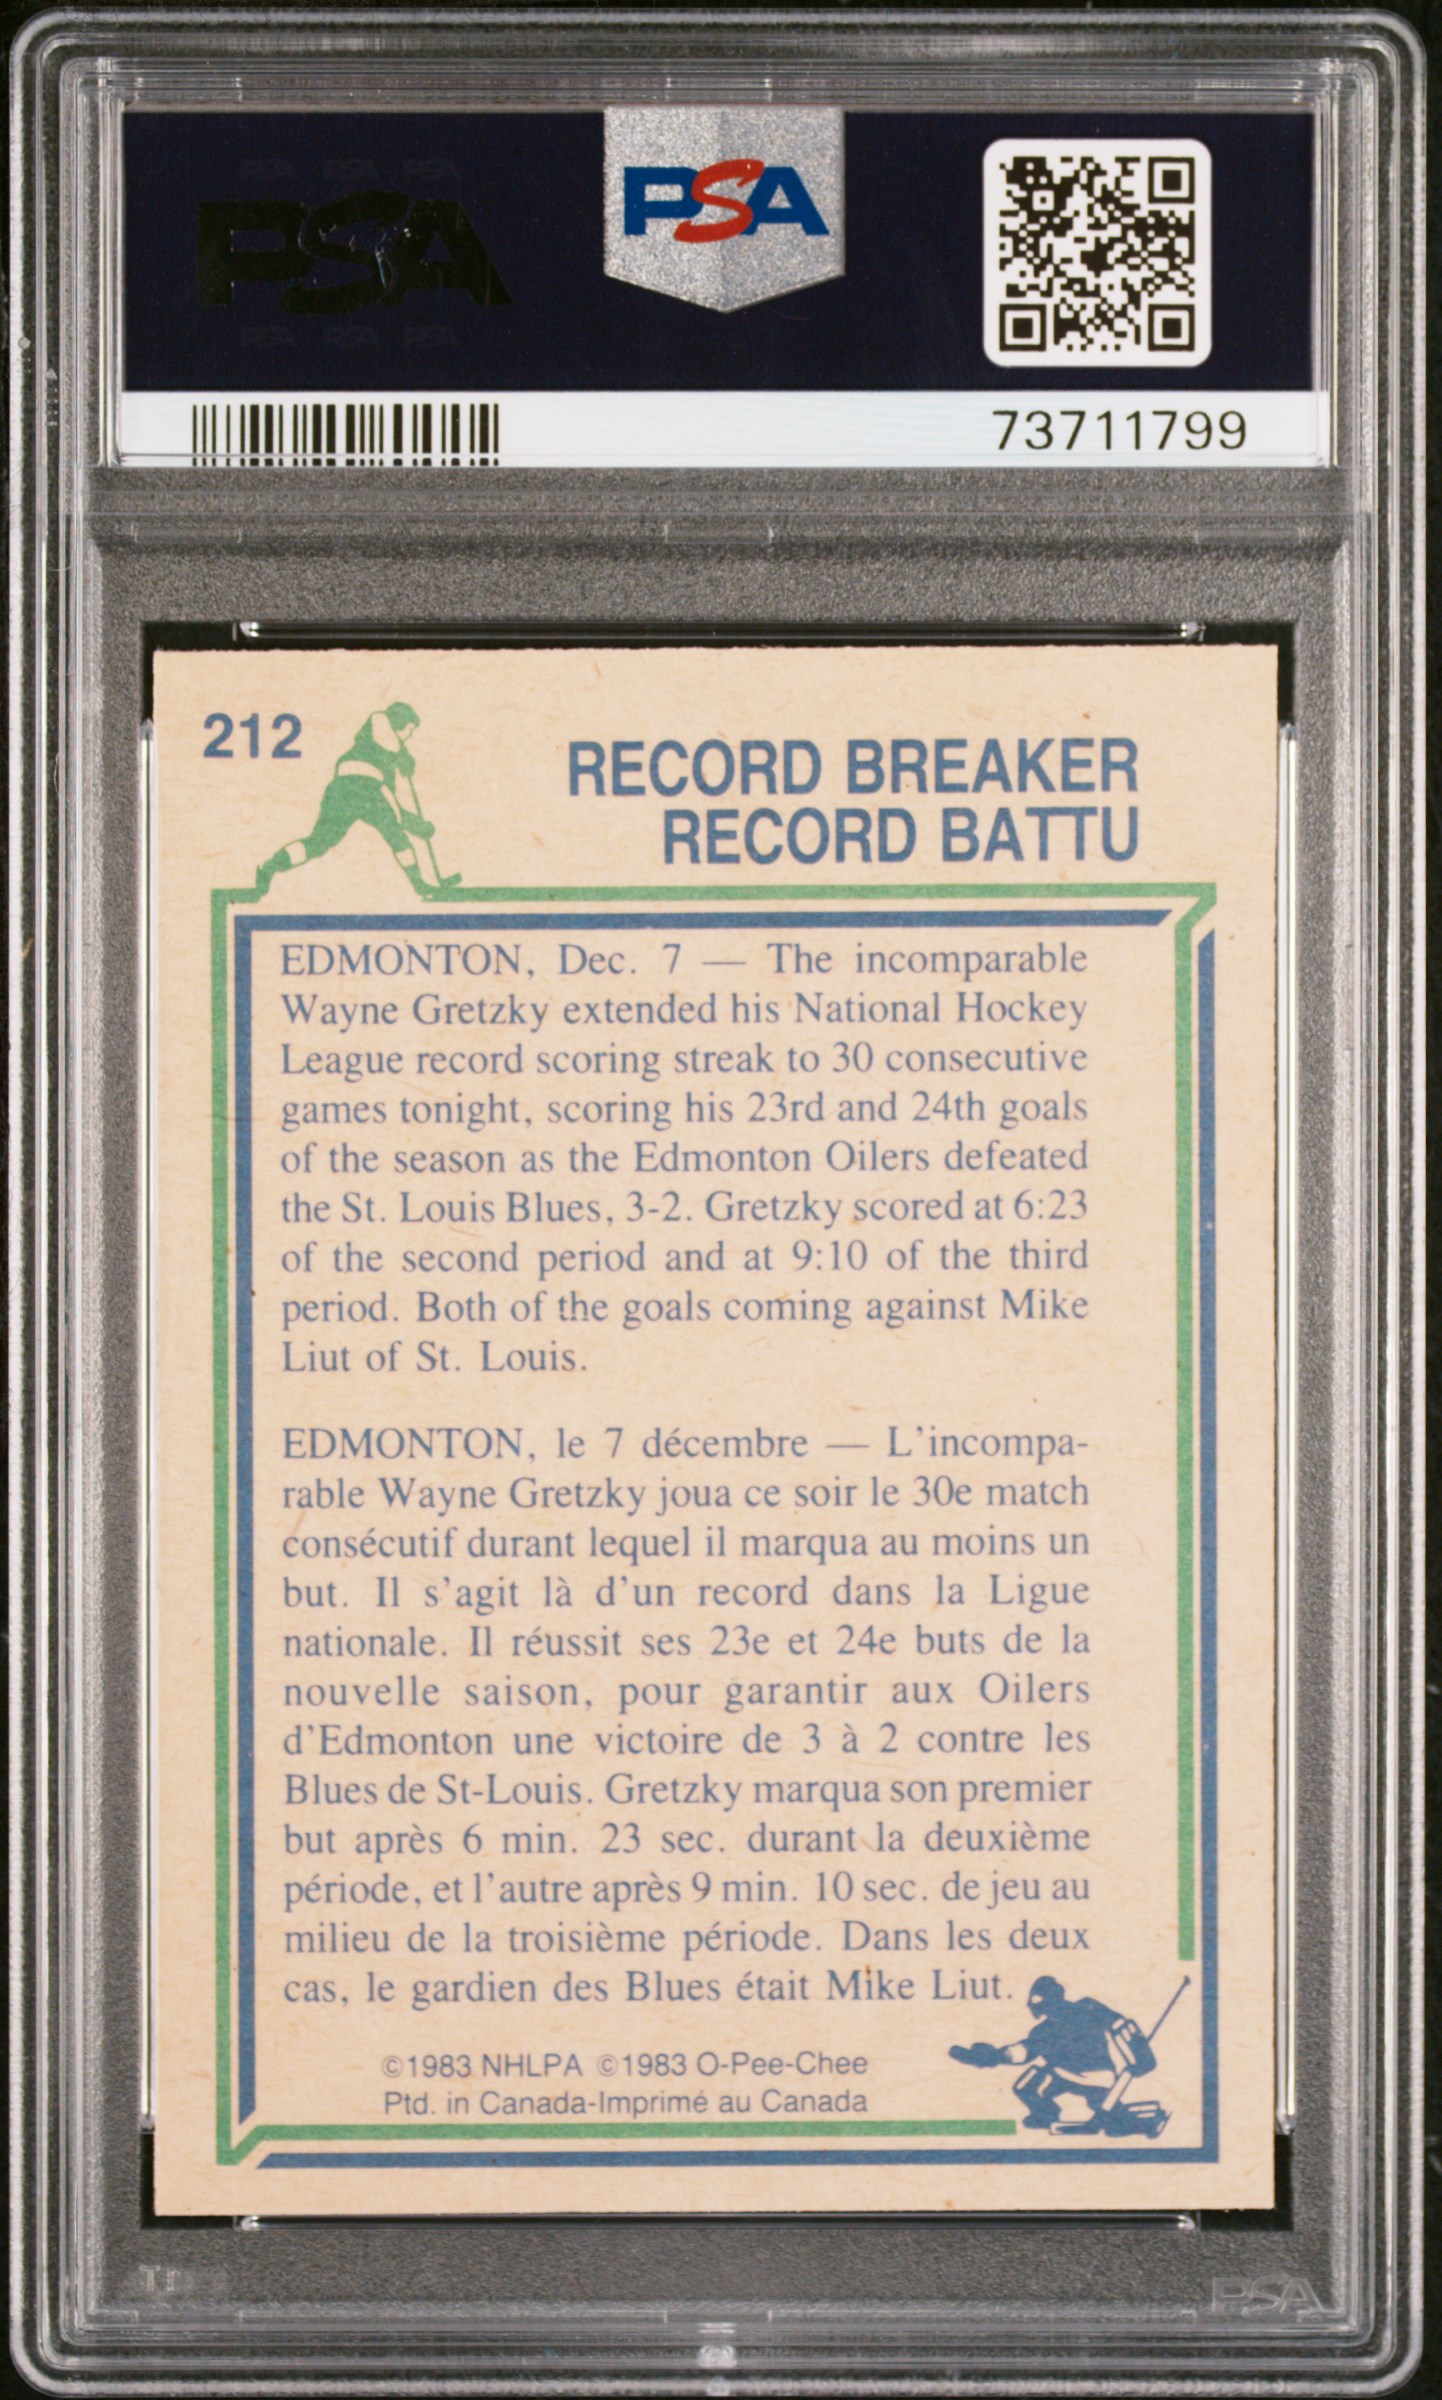 PSA
PSA
73711799
212
RECORD BREAKER
RECORD BATTU
EDMONTON, Dec. 7 — The incomparable
Wayne Gretzky extended his National Hockey
League record scoring streak to 30 consecutive
games tonight, scoring his 23rd and 24th goals
of the season as the Edmonton Oilers defeated
the St. Louis Blues, 3-2. Gretzky scored at 6:23
of the second period and at 9:10 of the third
period. Both of the goals coming against Mike
Liut of St. Louis.
EDMONTON, le 7 décembre — L'incompa-
rable Wayne Gretzky joua ce soir le 30e match
consécutif durant lequel il marqua au moins un
but. Il s'agit là d'un record dans la Ligue
nationale. Il réussit ses 23e et 24e buts de la
nouvelle saison, pour garantir aux Oilers
d'Edmonton une victoire de 3 à 2 contre les
Blues de St-Louis. Gretzky marqua son premier
but après 6 min. 23 sec. durant la deuxième
période, et l'autre après 9 min. 10 sec. de jeu au
milieu de la troisième période. Dans les deux
cas, le gardien des Blues était Mike Liut.
©1983 NHLPA ©1983 O-Pee-Chee
Ptd. in Canada-Imprimé au Canada
PSA